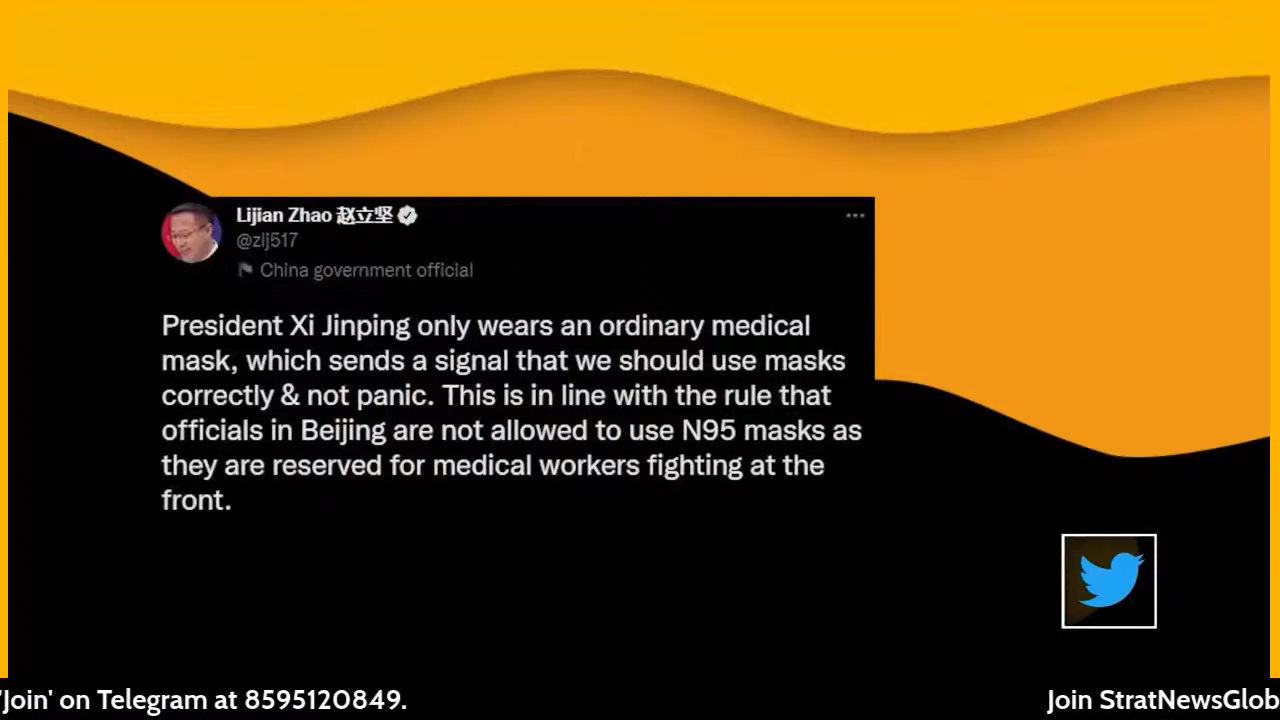 Lijian Zhao 赵立坚
@zlj517
China government official
President Xi Jinping only wears an ordinary medical
mask, which sends a signal that we should use masks
correctly & not panic. This is in line with the rule that
officials in Beijing are not allowed to use N95 masks as
they are reserved for medical workers fighting at the
front.
'Join' on Telegram at 8595120849.
Join StratNewsGlob